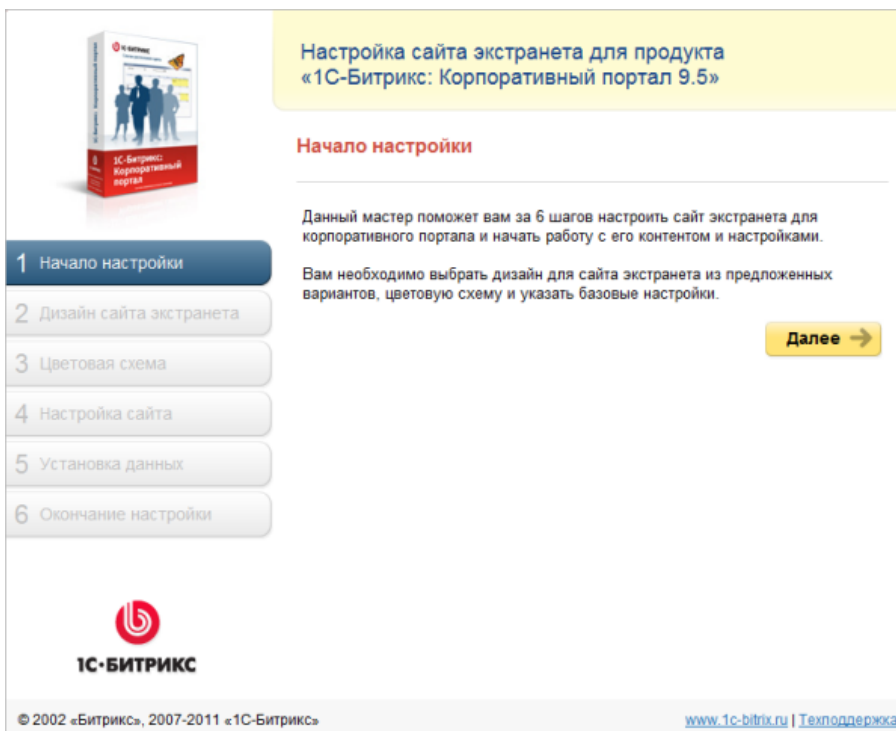 1С-БИТРИКС
1С-Битрикс:
Корпоративный
портал
Настройка сайта экстранета для продукта
«1С-Битрикс: Корпоративный портал 9.5»
Начало настройки
Данный мастер поможет вам за 6 шагов настроить сайт экстранета для
корпоративного портала и начать работу с его контентом и настройками.
Вам необходимо выбрать дизайн для сайта экстранета из предложенных
вариантов, цветовую схему и указать базовые настройки.
Далее
1 Начало настройки
2 Дизайн сайта экстранета
3 Цветовая схема
4 Настройка сайта
5 Установка данных
6 Окончание настройки
1С·БИТРИКС
© 2002 «Битрикс», 2007-2011 «1С-Битрикс»
www.1c-bitrix.ru | Техподдержка